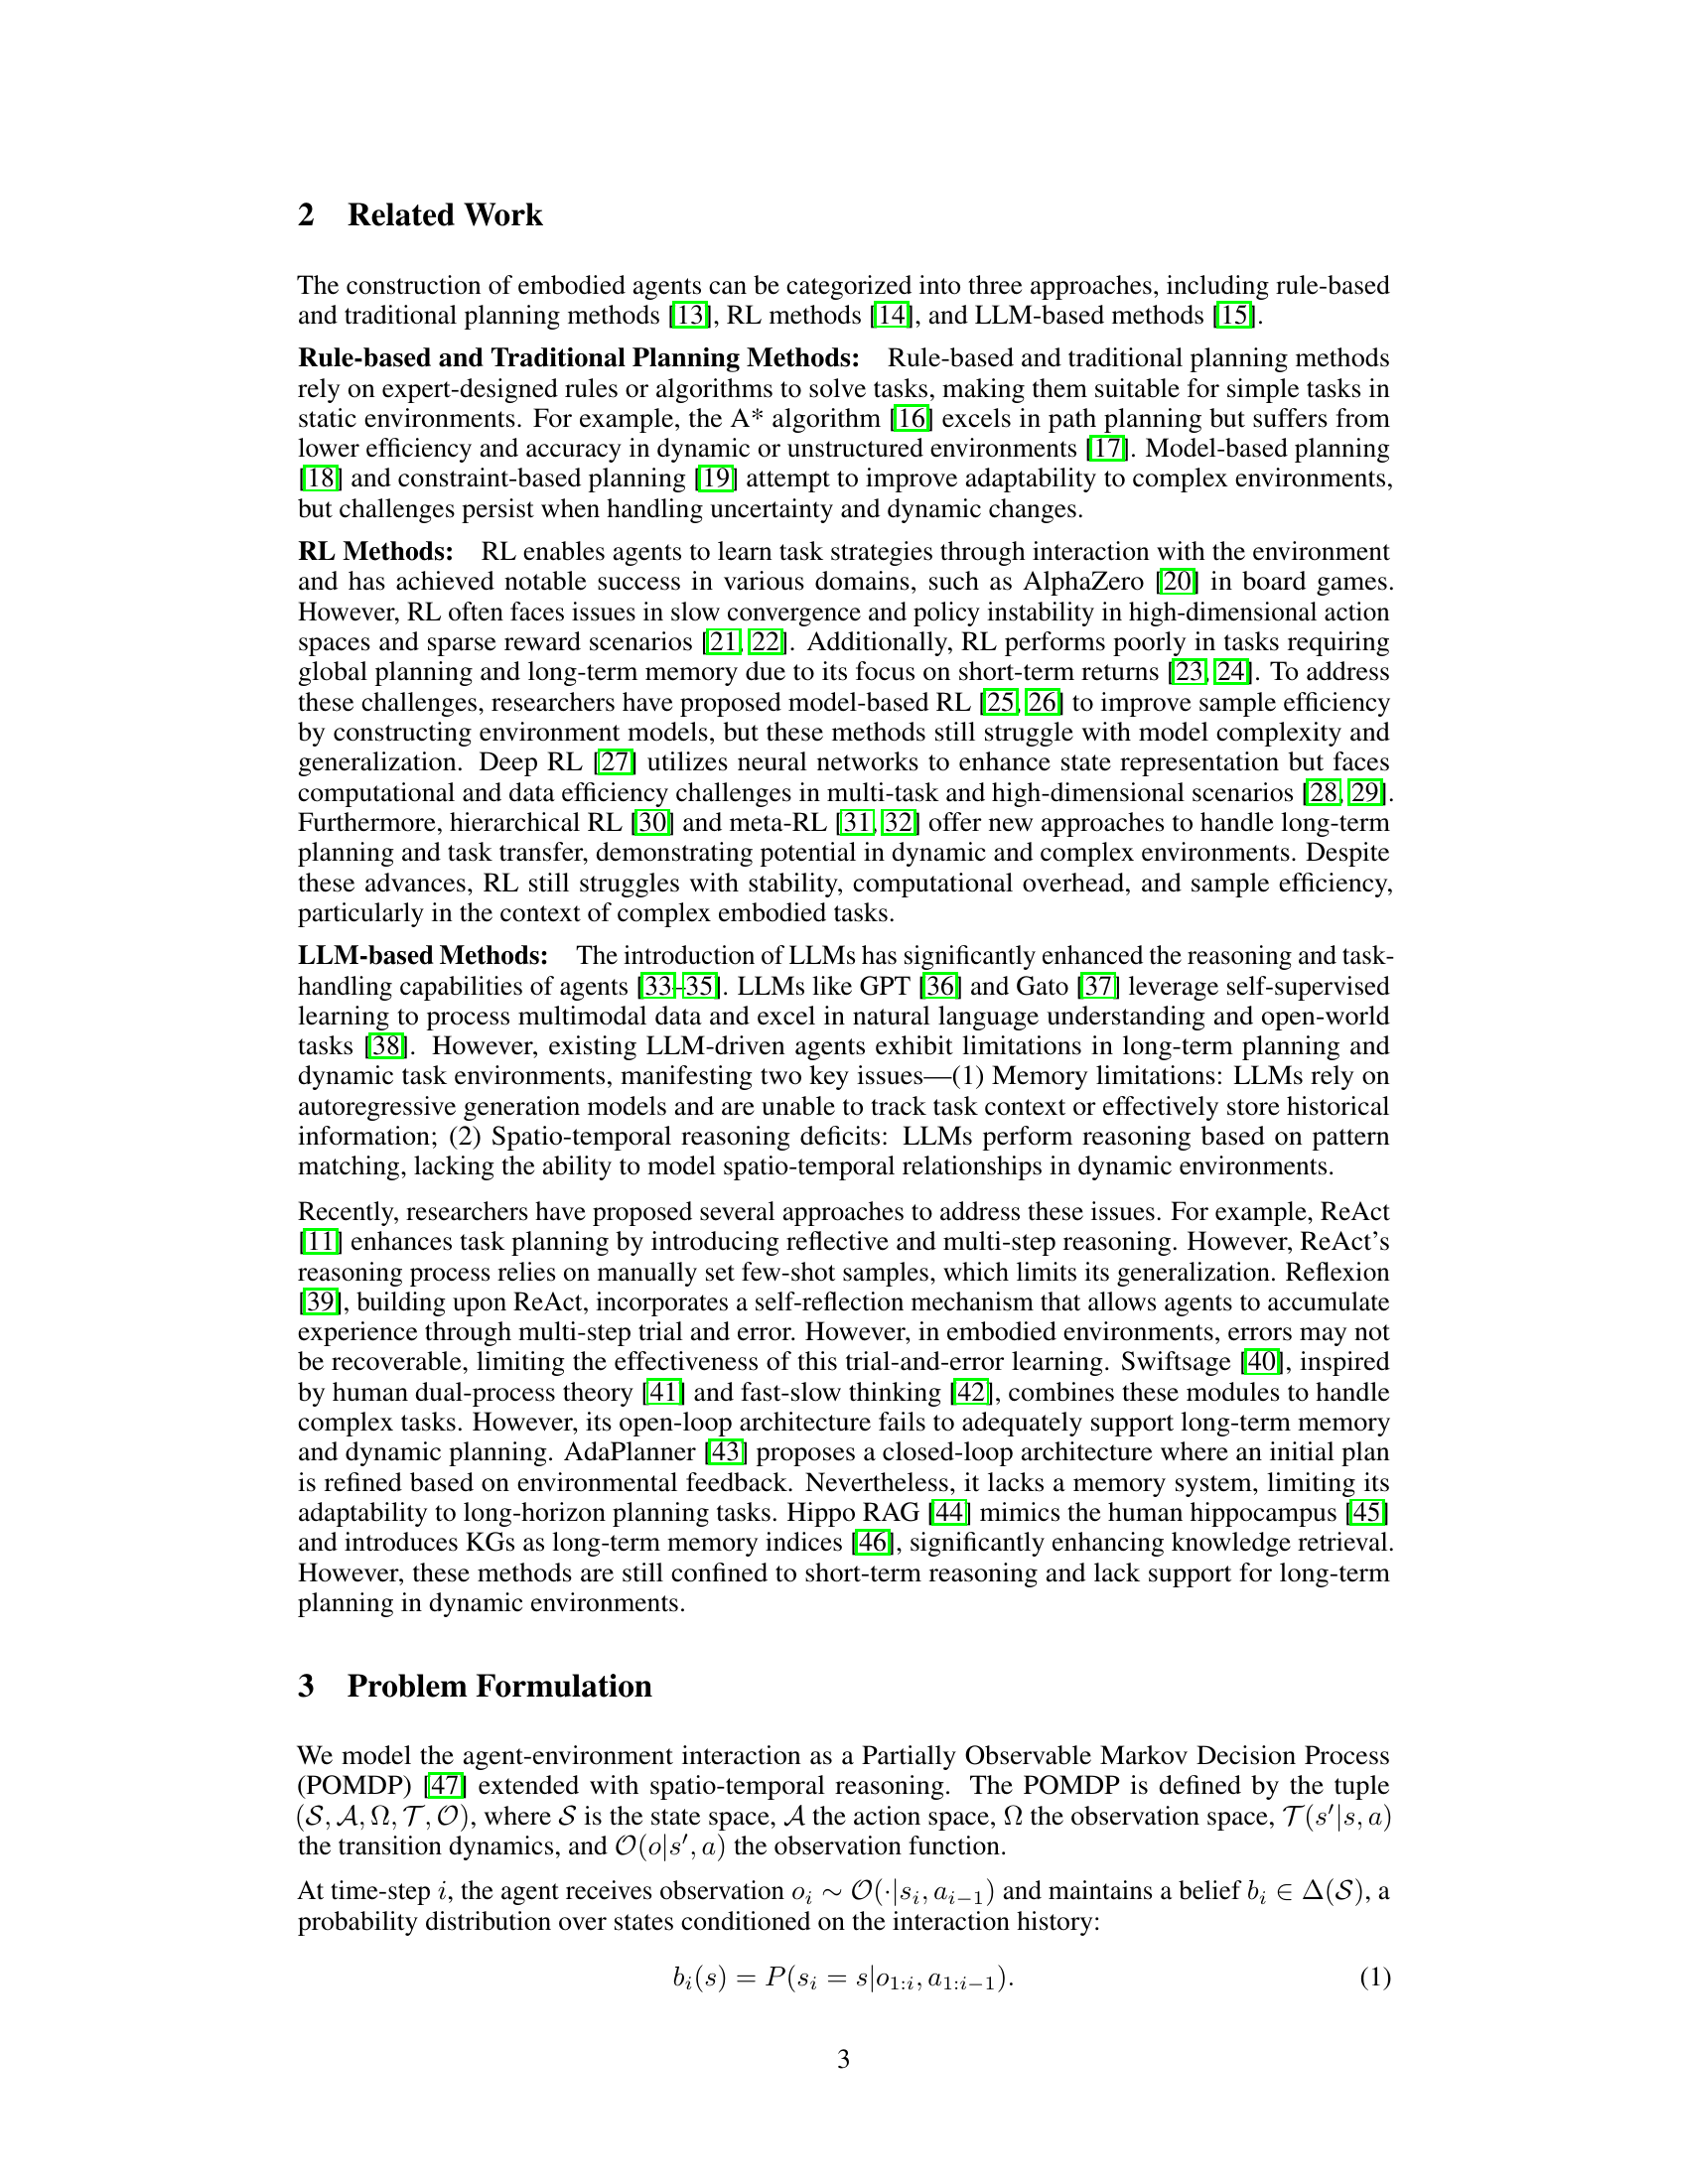 2 Related Work
The construction of embodied agents can be categorized into three approaches, including rule-based
and traditional planning methods [13], RL methods [14], and LLM-based methods [15].
Rule-based and Traditional Planning Methods: Rule-based and traditional planning methods
rely on expert-designed rules or algorithms to solve tasks, making them suitable for simple tasks in
static environments. For example, the A* algorithm [16] excels in path planning but suffers from
lower efficiency and accuracy in dynamic or unstructured environments [17]. Model-based planning
[18] and constraint-based planning [19] attempt to improve adaptability to complex environments,
but challenges persist when handling uncertainty and dynamic changes.
RL Methods: RL enables agents to learn task strategies through interaction with the environment
and has achieved notable success in various domains, such as AlphaZero [20] in board games.
However, RL often faces issues in slow convergence and policy instability in high-dimensional action
spaces and sparse reward scenarios [21, 22]. Additionally, RL performs poorly in tasks requiring
global planning and long-term memory due to its focus on short-term returns [23, 24]. To address
these challenges, researchers have proposed model-based RL [25, 26] to improve sample efficiency
by constructing environment models, but these methods still struggle with model complexity and
generalization. Deep RL [27] utilizes neural networks to enhance state representation but faces
computational and data efficiency challenges in multi-task and high-dimensional scenarios [28, 29].
Furthermore, hierarchical RL [30] and meta-RL [31, 32] offer new approaches to handle long-term
planning and task transfer, demonstrating potential in dynamic and complex environments. Despite
these advances, RL still struggles with stability, computational overhead, and sample efficiency,
particularly in the context of complex embodied tasks.
LLM-based Methods: The introduction of LLMs has significantly enhanced the reasoning and task-
handling capabilities of agents [33–35]. LLMs like GPT [36] and Gato [37] leverage self-supervised
learning to process multimodal data and excel in natural language understanding and open-world
tasks [38]. However, existing LLM-driven agents exhibit limitations in long-term planning and
dynamic task environments, manifesting two key issues—(1) Memory limitations: LLMs rely on
autoregressive generation models and are unable to track task context or effectively store historical
information; (2) Spatio-temporal reasoning deficits: LLMs perform reasoning based on pattern
matching, lacking the ability to model spatio-temporal relationships in dynamic environments.
Recently, researchers have proposed several approaches to address these issues. For example, ReAct
[11] enhances task planning by introducing reflective and multi-step reasoning. However, ReAct's
reasoning process relies on manually set few-shot samples, which limits its generalization. Reflexion
[39], building upon ReAct, incorporates a self-reflection mechanism that allows agents to accumulate
experience through multi-step trial and error. However, in embodied environments, errors may not
be recoverable, limiting the effectiveness of this trial-and-error learning. Swiftsage [40], inspired
by human dual-process theory [41] and fast-slow thinking [42], combines these modules to handle
complex tasks. However, its open-loop architecture fails to adequately support long-term memory
and dynamic planning. AdaPlanner [43] proposes a closed-loop architecture where an initial plan
is refined based on environmental feedback. Nevertheless, it lacks a memory system, limiting its
adaptability to long-horizon planning tasks. Hippo RAG [44] mimics the human hippocampus [45]
and introduces KGs as long-term memory indices [46], significantly enhancing knowledge retrieval.
However, these methods are still confined to short-term reasoning and lack support for long-term
planning in dynamic environments.
3 Problem Formulation
We model the agent-environment interaction as a Partially Observable Markov Decision Process
(POMDP) [47] extended with spatio-temporal reasoning. The POMDP is defined by the tuple
(𝒮, 𝒜, Ω, 𝒯, 𝒪), where 𝒮 is the state space, 𝒜 the action space, Ω the observation space, 𝒯(s′|s, a)
the transition dynamics, and 𝒪(o|s′, a) the observation function.
At time-step i, the agent receives observation oᵢ ∼ 𝒪(·|sᵢ, aᵢ₋₁) and maintains a belief bᵢ ∈ Δ(𝒮), a
probability distribution over states conditioned on the interaction history:
bᵢ(s) = P(sᵢ = s|o₁:ᵢ, a₁:ᵢ₋₁). (1)
3